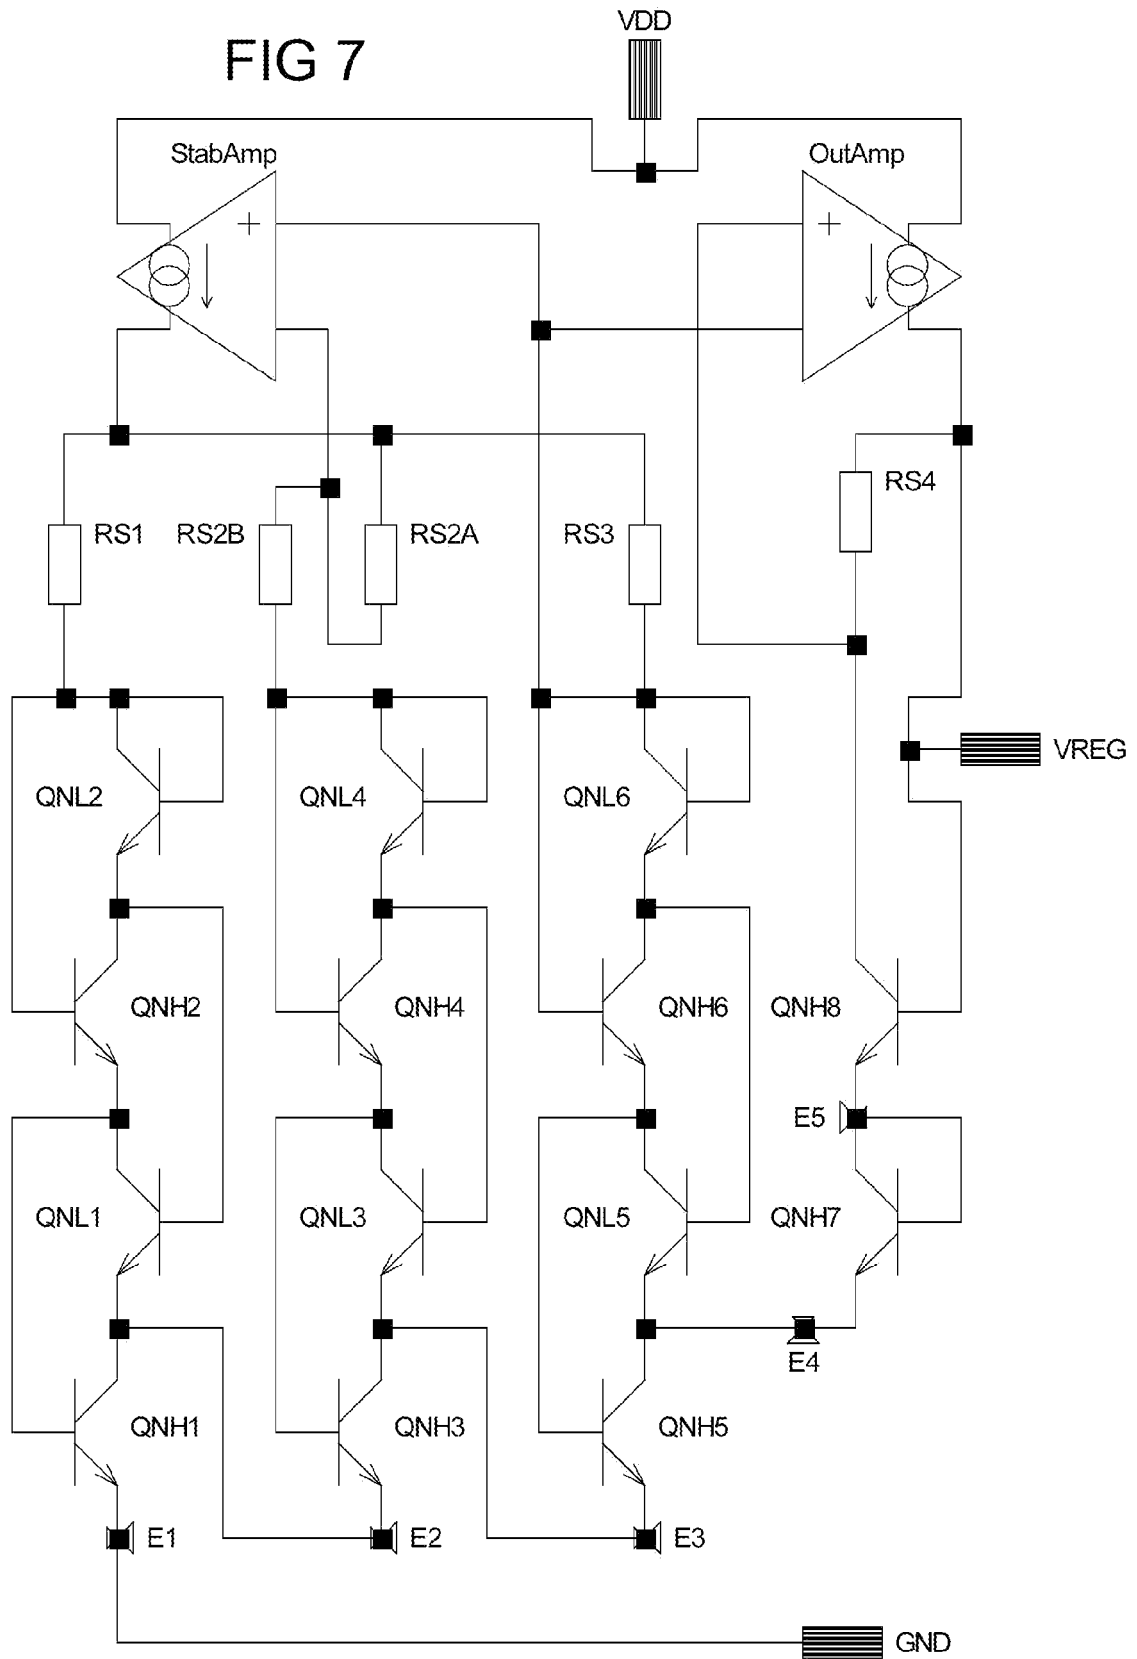 FIG 7
VDD
StabAmp
OutAmp
+
+
RS4
RS1
RS2B
RS2A
RS3
VREG
QNL2
QNL4
QNL6
QNH2
QNH4
QNH6
QNH8
E5
QNL1
QNL3
QNL5
QNH7
E4
QNH1
QNH3
QNH5
E1
E2
E3
GND